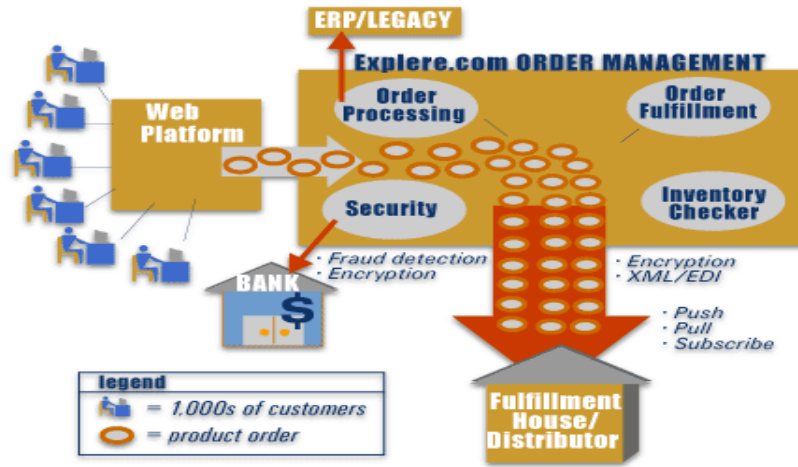 ERP/LEGACY
Explere.com ORDER MANAGEMENT
Web
Platform
Order
Processing
Order
Fulfillment
Security
Inventory
Checker
· Fraud detection
· Encryption
BANK
$
· Encryption
· XML/EDI
· Push
· Pull
· Subscribe
Fulfillment
House/
Distributor
legend
= 1,000s of customers
= product order